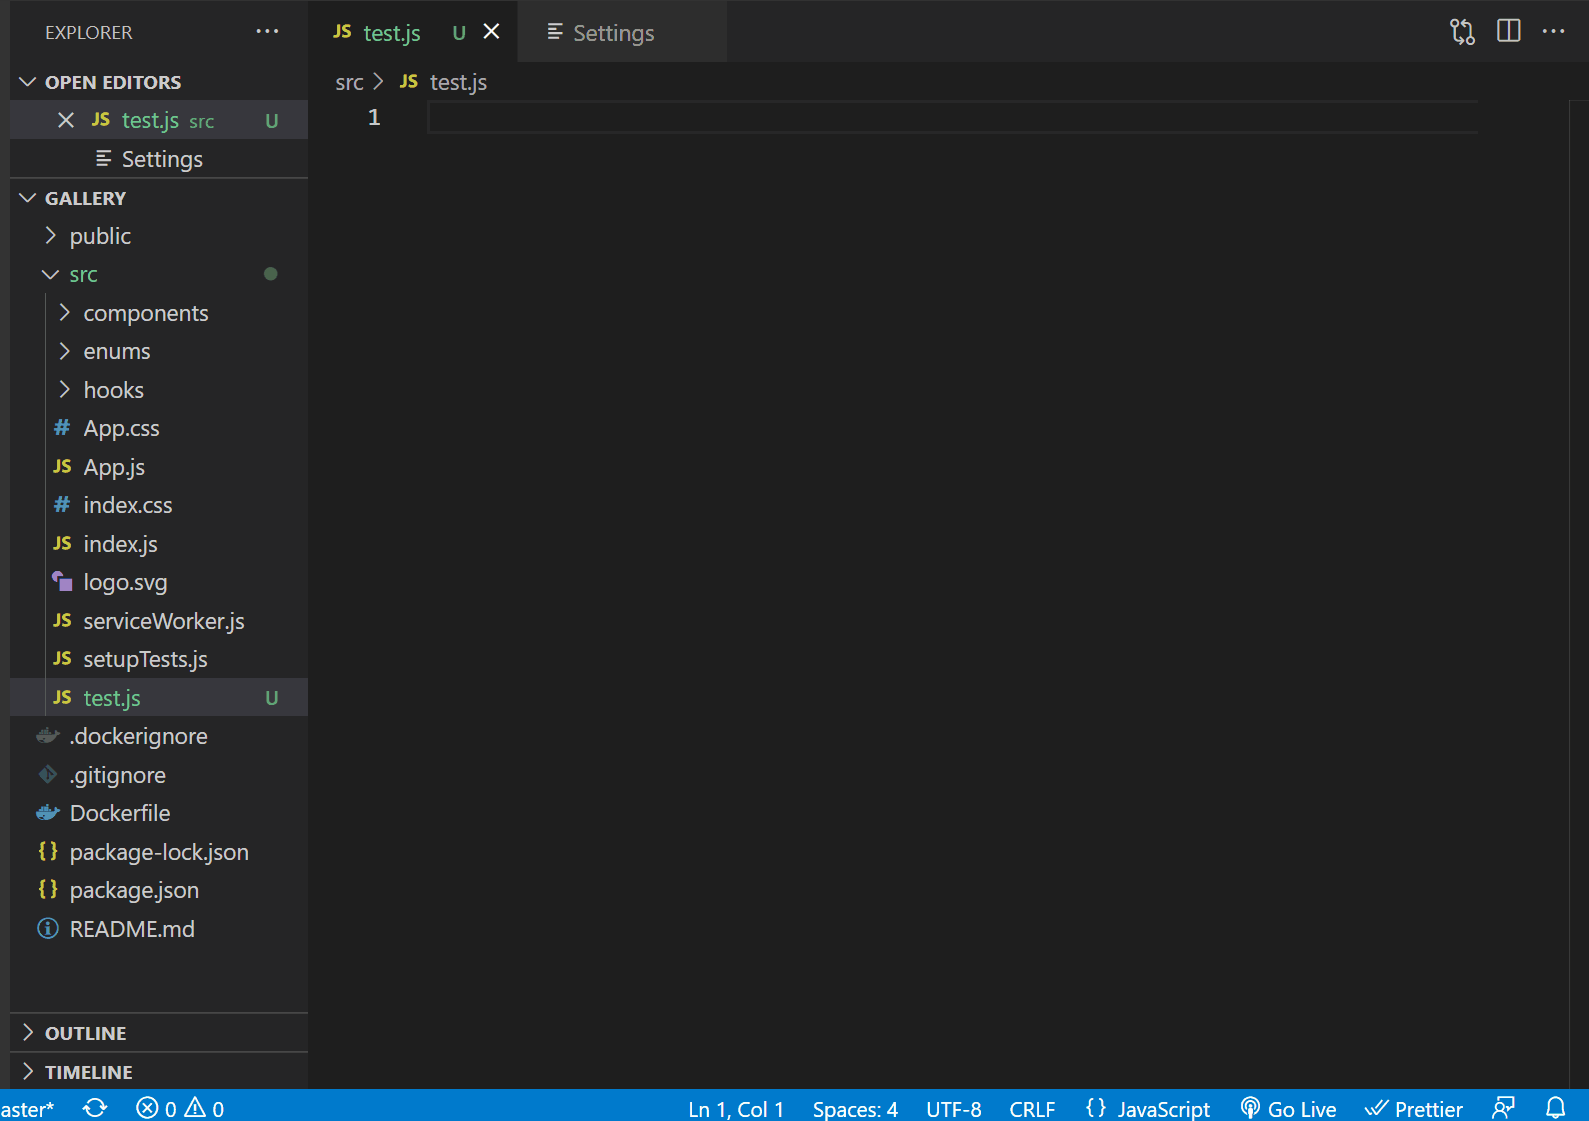 EXPLORER
OPEN EDITORS
JS test.js src U
Settings
GALLERY
public
src
components
enums
hooks
# App.css
JS App.js
# index.css
JS index.js
logo.svg
JS serviceWorker.js
JS setupTests.js
JS test.js U
.dockerignore
.gitignore
Dockerfile
{} package-lock.json
{} package.json
README.md
OUTLINE
TIMELINE
JS test.js U
Settings
src > JS test.js
1
aster* 0 0 Ln 1, Col 1 Spaces: 4 UTF-8 CRLF {} JavaScript Go Live Prettier